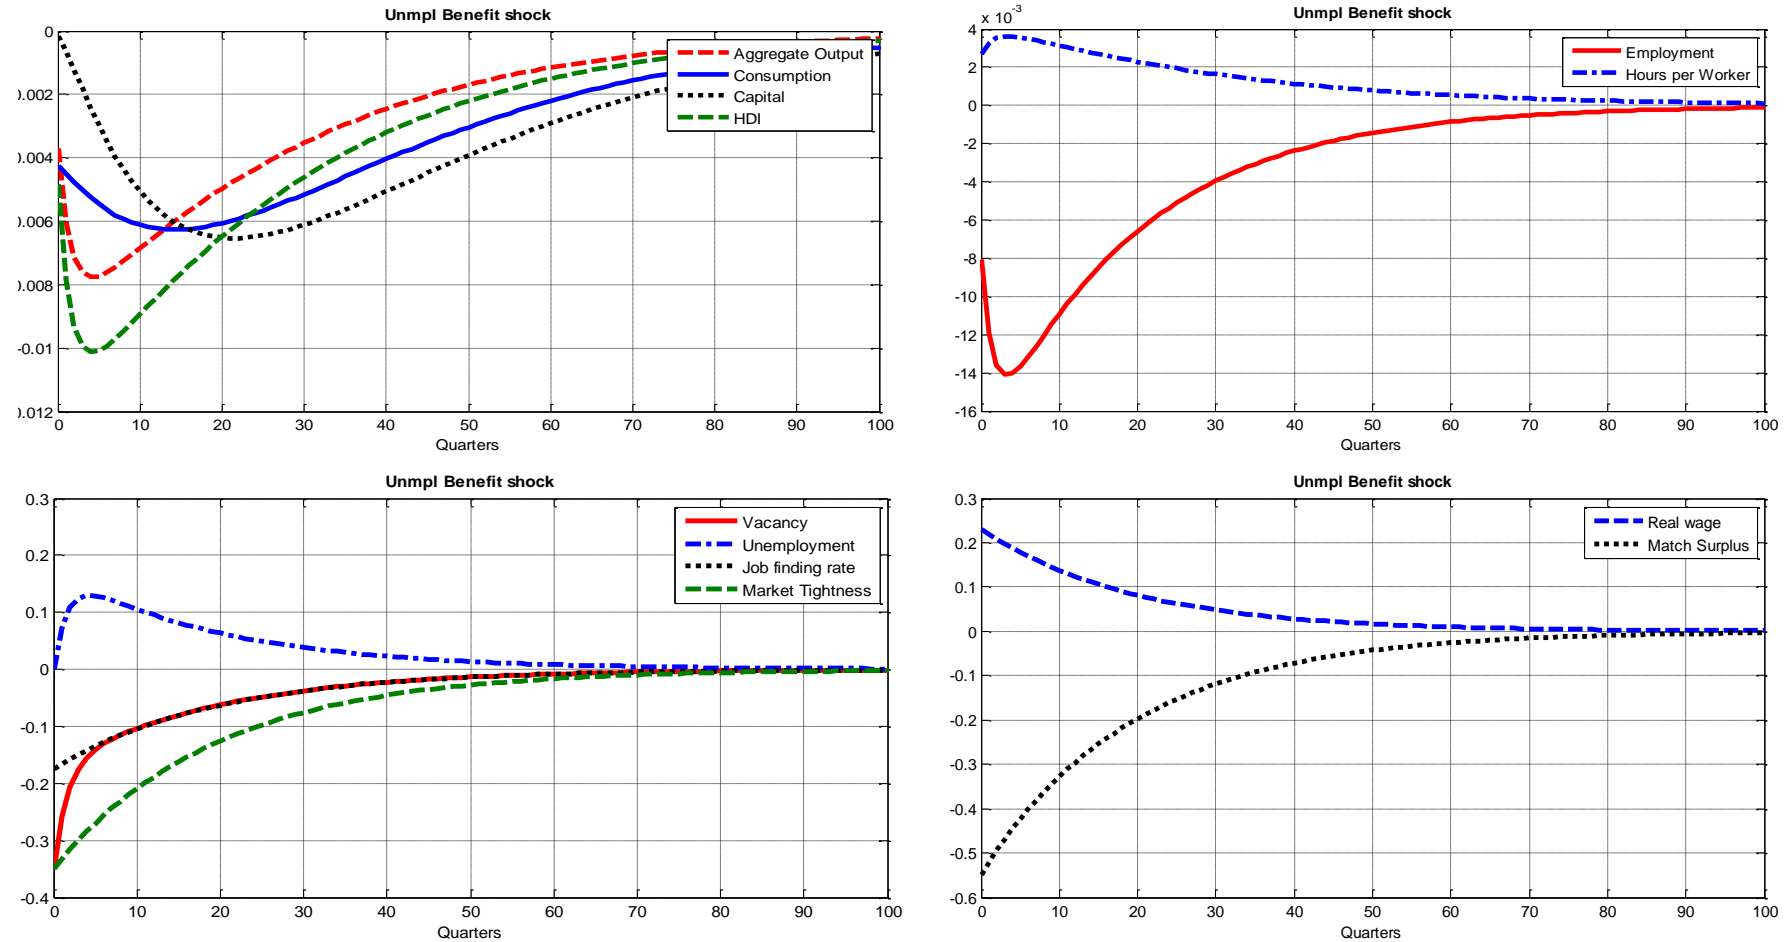 Unmpl Benefit shock
0
0.002
0.004
0.006
).008
-0.01
).012
0 10 20 30 40 50 60 70 80 90 100
Quarters
Aggregate Output
Consumption
Capital
HDI
Unmpl Benefit shock
x 10-3
4
2
0
-2
-4
-6
-8
-10
-12
-14
-16
0 10 20 30 40 50 60 70 80 90 100
Quarters
Employment
Hours per Worker
Unmpl Benefit shock
0.3
0.2
0.1
0
-0.1
-0.2
-0.3
-0.4
0 10 20 30 40 50 60 70 80 90 100
Quarters
Vacancy
Unemployment
Job finding rate
Market Tightness
Unmpl Benefit shock
0.3
0.2
0.1
0
-0.1
-0.2
-0.3
-0.4
-0.5
-0.6
0 10 20 30 40 50 60 70 80 90 100
Quarters
Real wage
Match Surplus